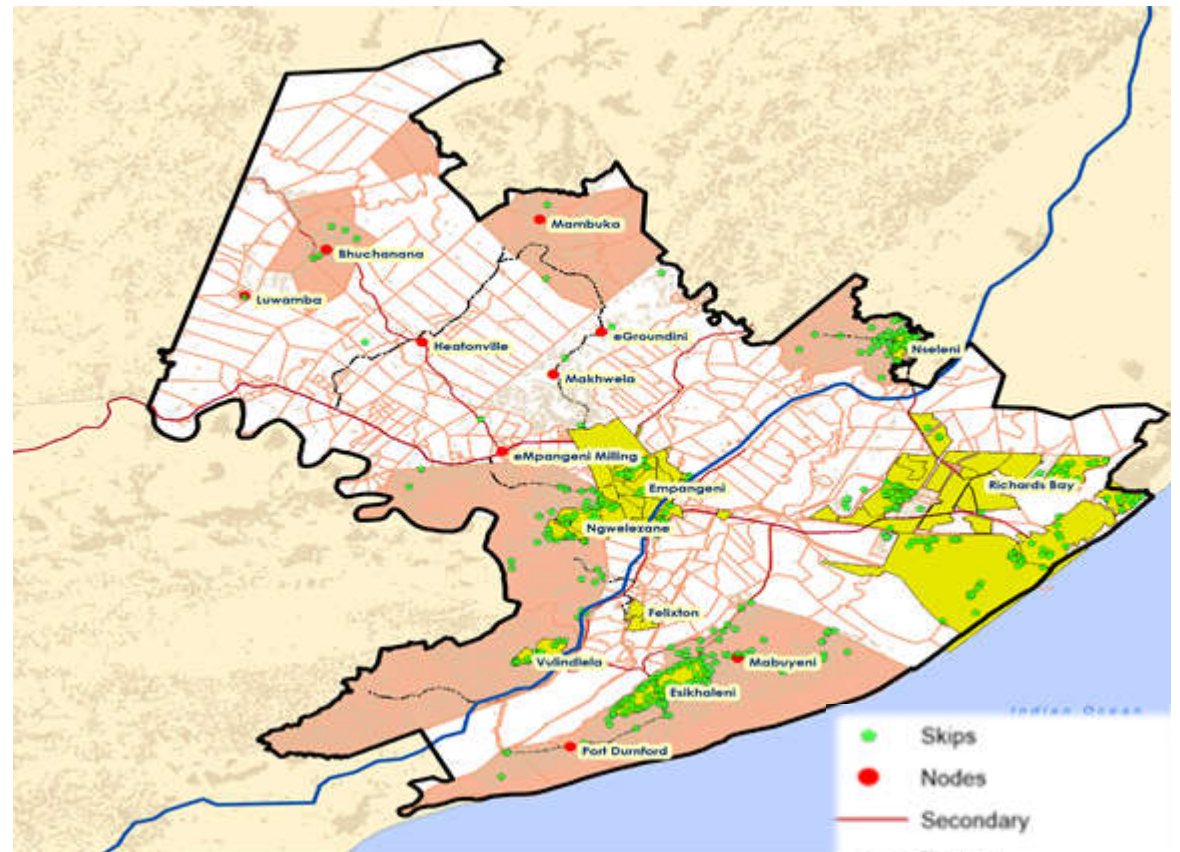 Mambuka
Bhuchanana
Luwamba
eGroundini
Heatonville
Nseleni
Makhwela
eMpangeni Milling
Empangeni
Richards Bay
Ngwelezane
Felixton
Vulindlela
Mabuyeni
Esikhaleni
Indian Ocean
Port Durnford
Skips
Nodes
Secondary